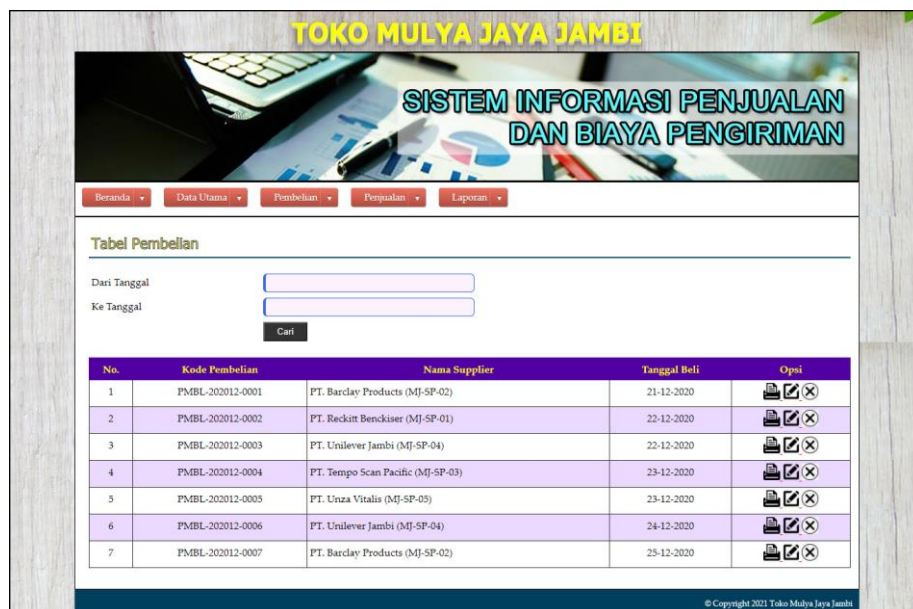 TOKO MULYA JAYA JAMBI
SISTEM INFORMASI PENJUALAN
DAN BIAYA PENGIRIMAN
Beranda Data Utama Pembelian Penjualan Laporan
Tabel Pembelian
Dari Tanggal
Ke Tanggal
Cari
No. Kode Pembelian Nama Supplier Tanggal Beli Opsi
1 PMBL-202012-0001 PT. Barclay Products (MJ-SP-02) 21-12-2020
2 PMBL-202012-0002 PT. Reckitt Benckiser (MJ-SP-01) 22-12-2020
3 PMBL-202012-0003 PT. Unilever Jambi (MJ-SP-04) 22-12-2020
4 PMBL-202012-0004 PT. Tempo Scan Pacific (MJ-SP-03) 23-12-2020
5 PMBL-202012-0005 PT. Unza Vitalis (MJ-SP-05) 23-12-2020
6 PMBL-202012-0006 PT. Unilever Jambi (MJ-SP-04) 24-12-2020
7 PMBL-202012-0007 PT. Barclay Products (MJ-SP-02) 25-12-2020
© Copyright 2021 Toko Mulya Jaya Jambi